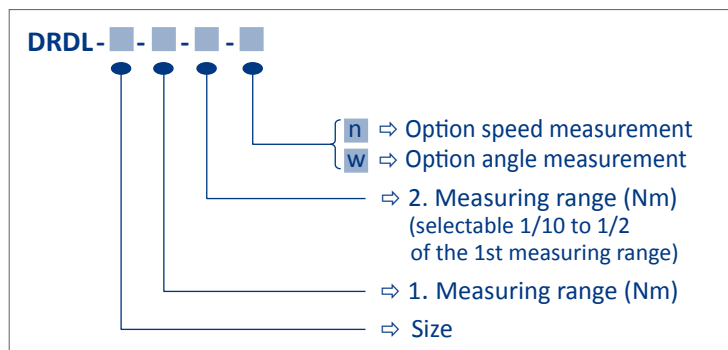 DRDL- - - -
n ⇨ Option speed measurement
w ⇨ Option angle measurement
⇨ 2. Measuring range (Nm)
(selectable 1/10 to 1/2
of the 1st measuring range)
⇨ 1. Measuring range (Nm)
⇨ Size